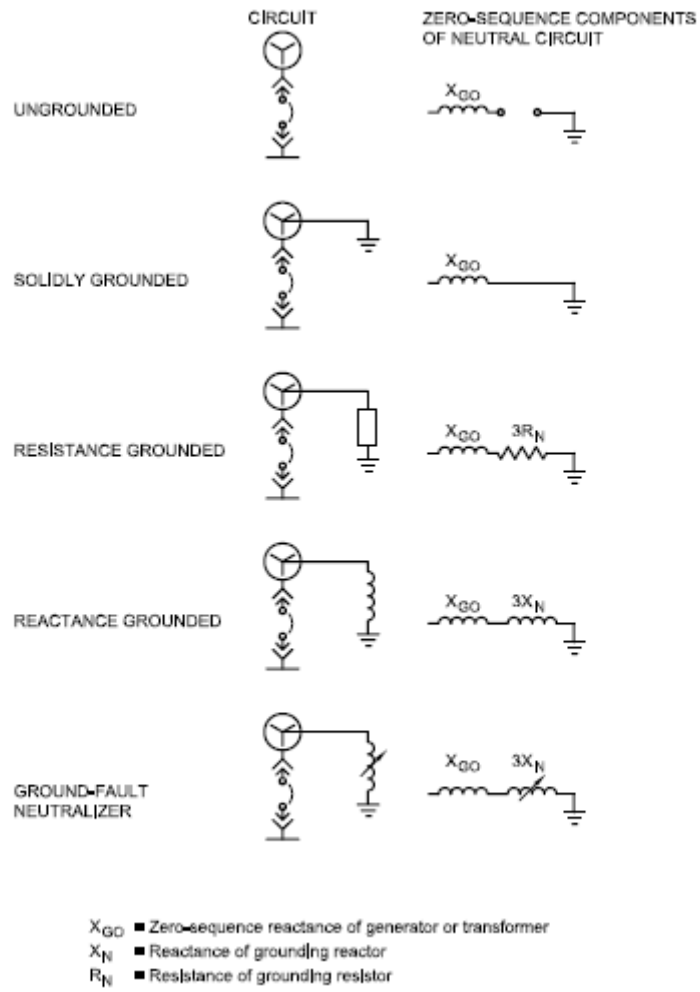 CIRCUIT
ZERO-SEQUENCE COMPONENTS
OF NEUTRAL CIRCUIT
UNGROUNDED
XGO
SOLIDLY GROUNDED
XGO
RESISTANCE GROUNDED
XGO 3RN
REACTANCE GROUNDED
XGO 3XN
GROUND-FAULT
NEUTRALIZER
XGO 3XN
XGO = Zero-sequence reactance of generator or transformer
XN = Reactance of grounding reactor
RN = Resistance of grounding resistor